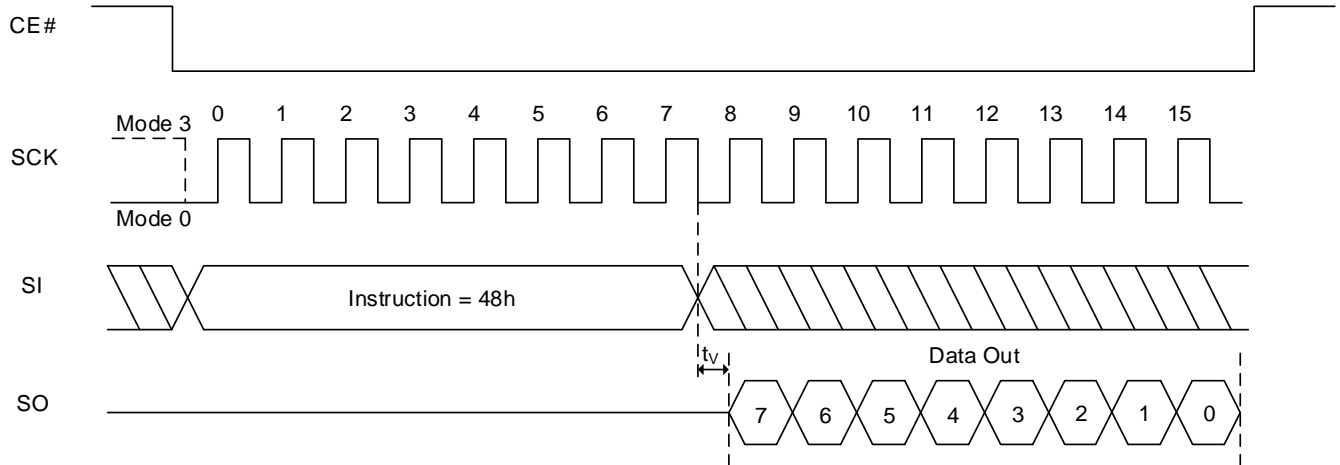 CE#
0 1 2 3 4 5 6 7 8 9 10 11 12 13 14 15
Mode 3
SCK
Mode 0
SI
Instruction = 48h
tV
Data Out
SO
7 6 5 4 3 2 1 0